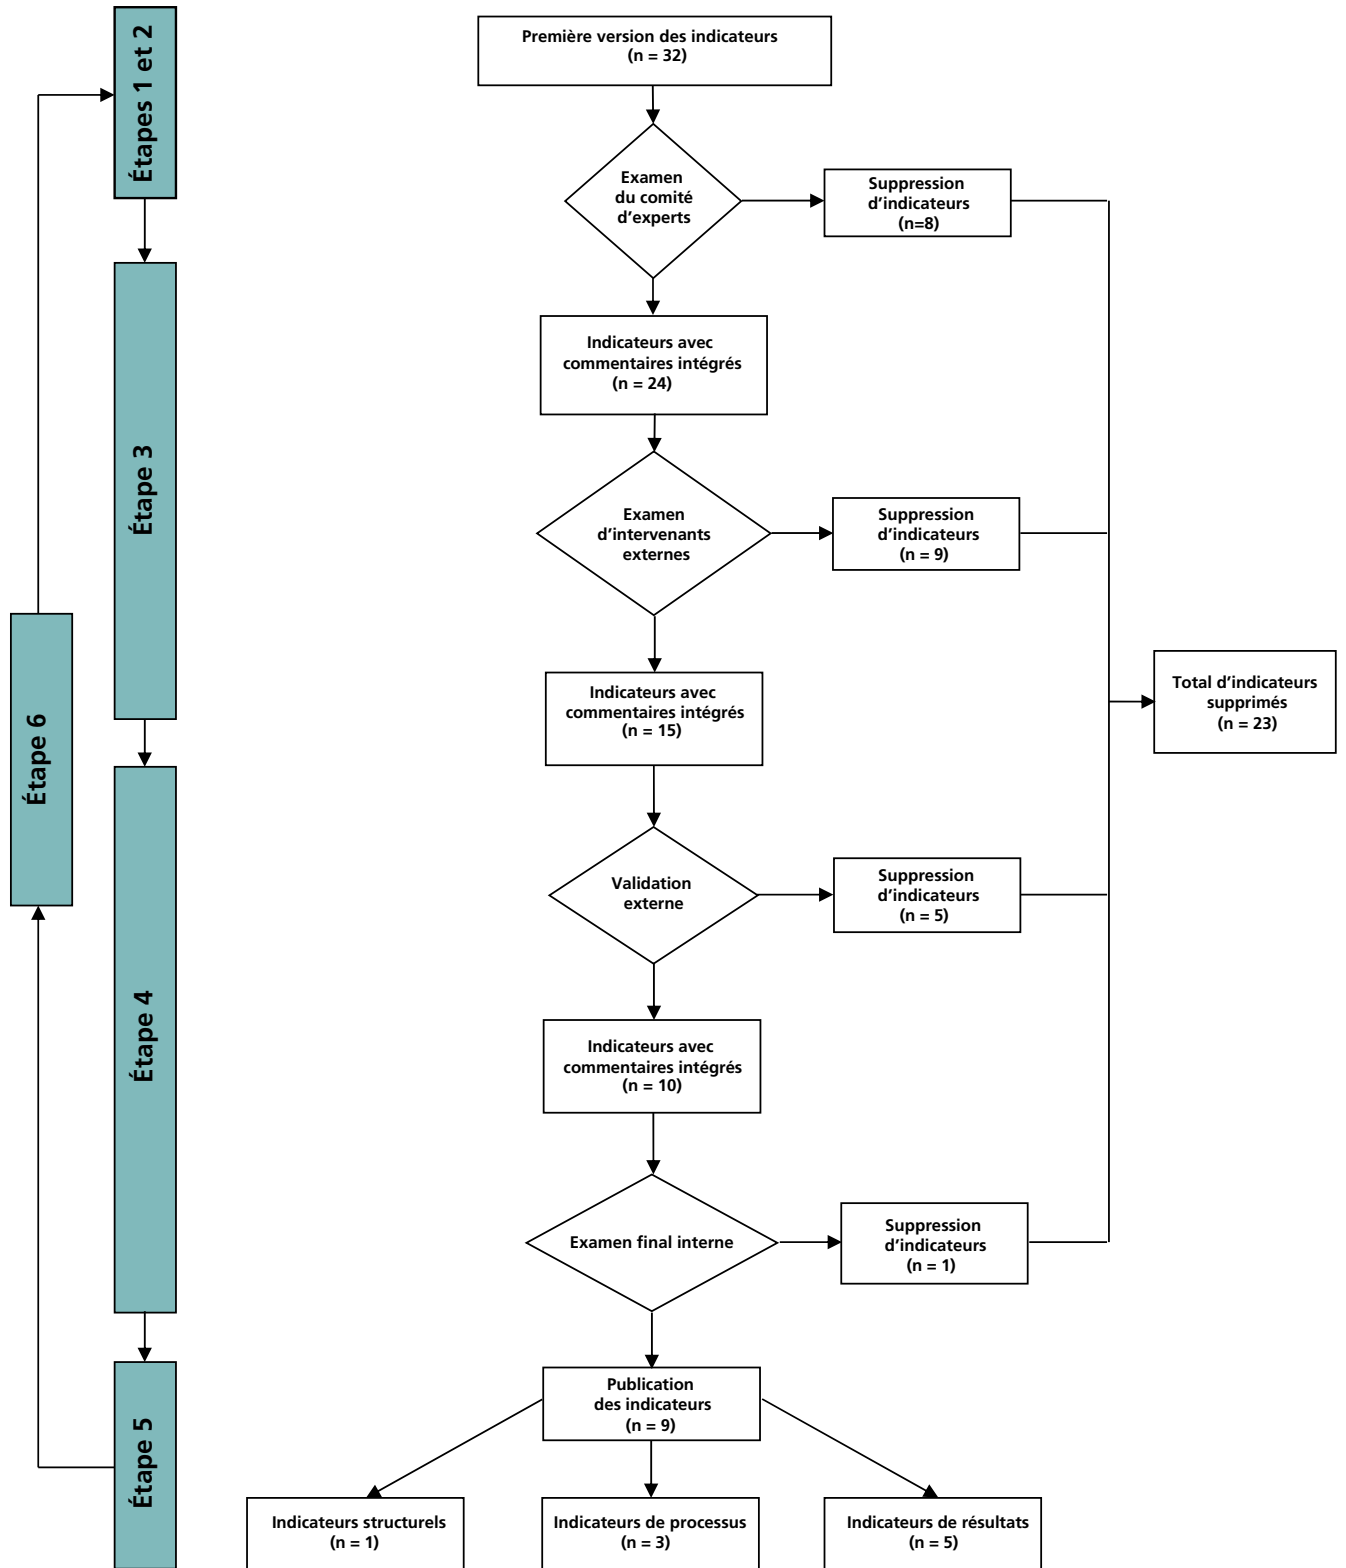 Étapes 1 et 2
Étape 3
Étape 6
Étape 4
Étape 5
Première version des indicateurs
(n = 32)
Examen
du comité
d’experts
Suppression
d’indicateurs
(n=8)
Indicateurs avec
commentaires intégrés
(n = 24)
Examen
d’intervenants
externes
Suppression
d’indicateurs
(n = 9)
Indicateurs avec
commentaires intégrés
(n = 15)
Total d’indicateurs
supprimés
(n = 23)
Validation
externe
Suppression
d’indicateurs
(n = 5)
Indicateurs avec
commentaires intégrés
(n = 10)
Examen final interne
Suppression
d’indicateurs
(n = 1)
Publication
des indicateurs
(n = 9)
Indicateurs structurels
(n = 1)
Indicateurs de processus
(n = 3)
Indicateurs de résultats
(n = 5)